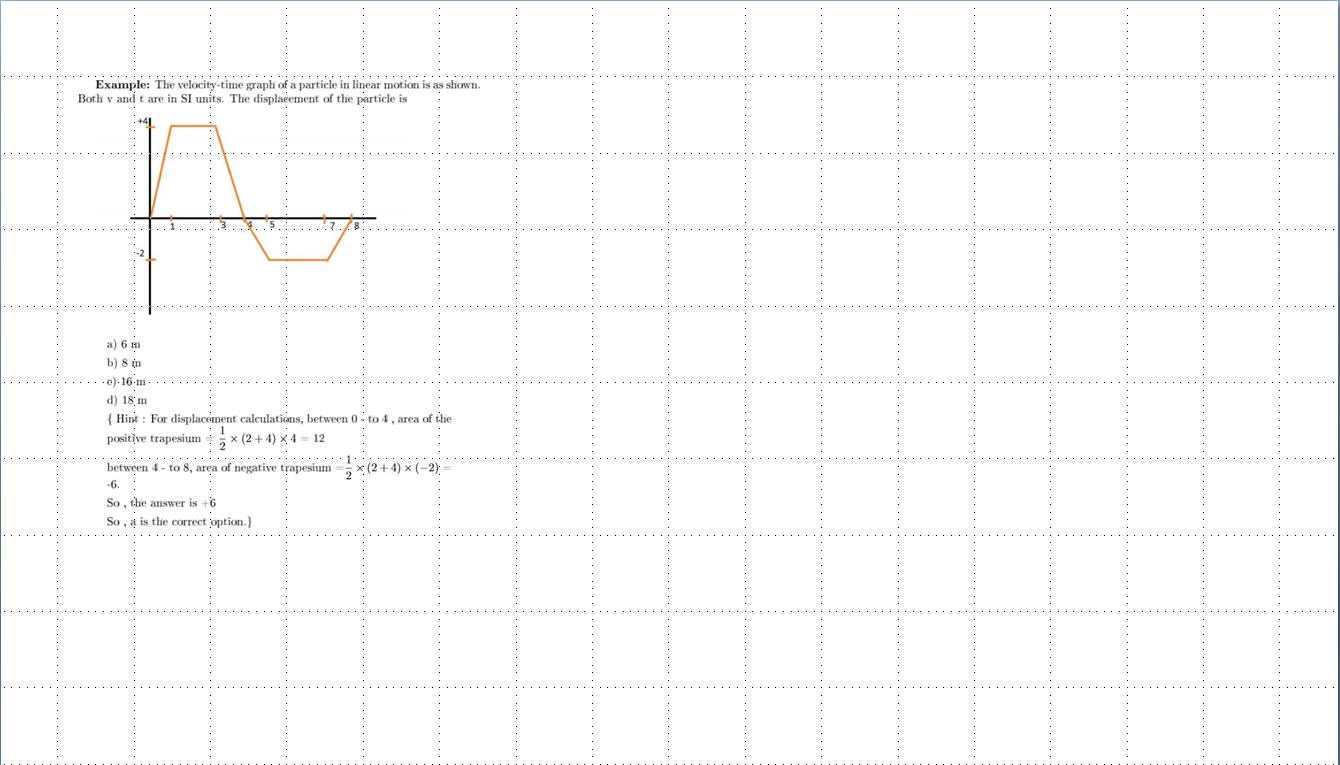 Example: The velocity-time graph of a particle in linear motion is as shown.
Both v and t are in SI units. The displacement of the particle is
+4
1
3
4
5
7
8
-2
a) 6 m
b) 8 m
c) 16 m
d) 18 m
{ Hint : For displacement calculations, between 0 - to 4 , area of the
positive trapesium = 1/2 × (2 + 4) × 4 = 12
between 4 - to 8, area of negative trapesium = 1/2 × (2 + 4) × (−2) =
-6.
So , the answer is +6
So , a is the correct option.}